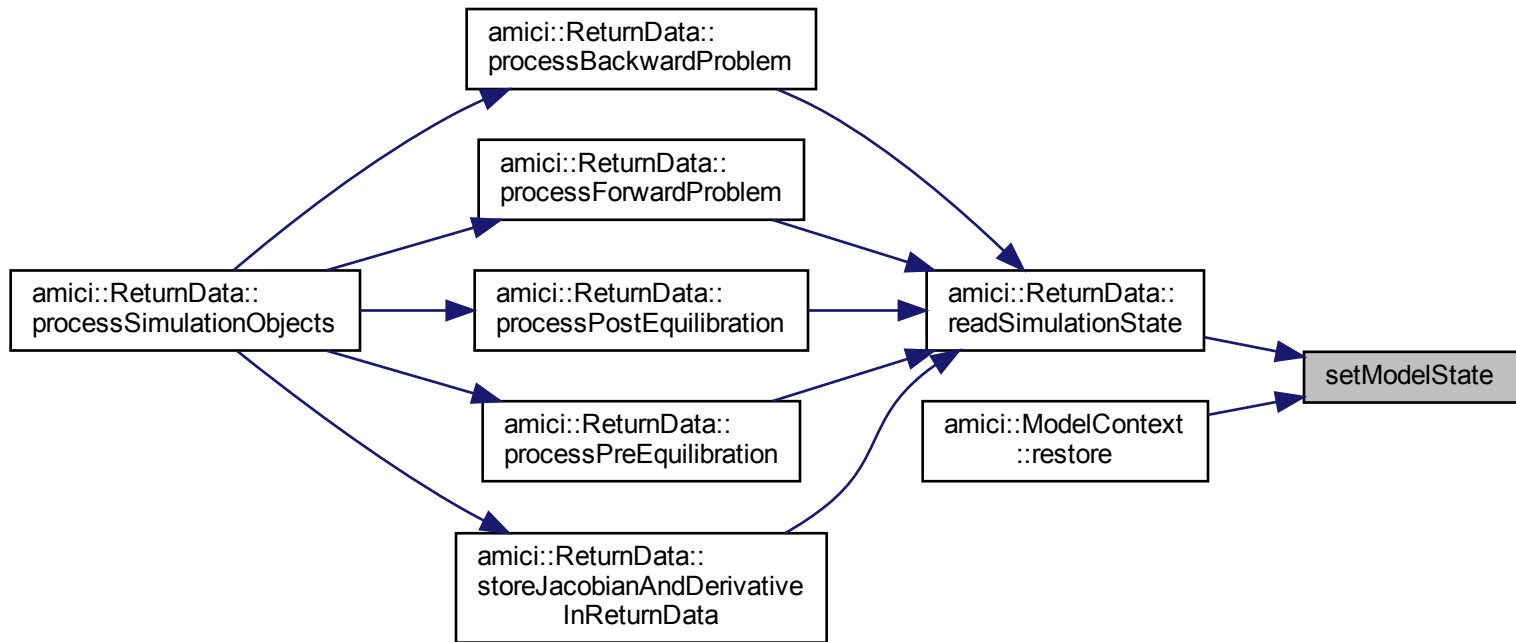 amici::ReturnData::
processBackwardProblem
amici::ReturnData::
processForwardProblem
amici::ReturnData::
processSimulationObjects
amici::ReturnData::
processPostEquilibration
amici::ReturnData::
readSimulationState
setModelState
amici::ReturnData::
processPreEquilibration
amici::ModelContext
::restore
amici::ReturnData::
storeJacobianAndDerivative
InReturnData